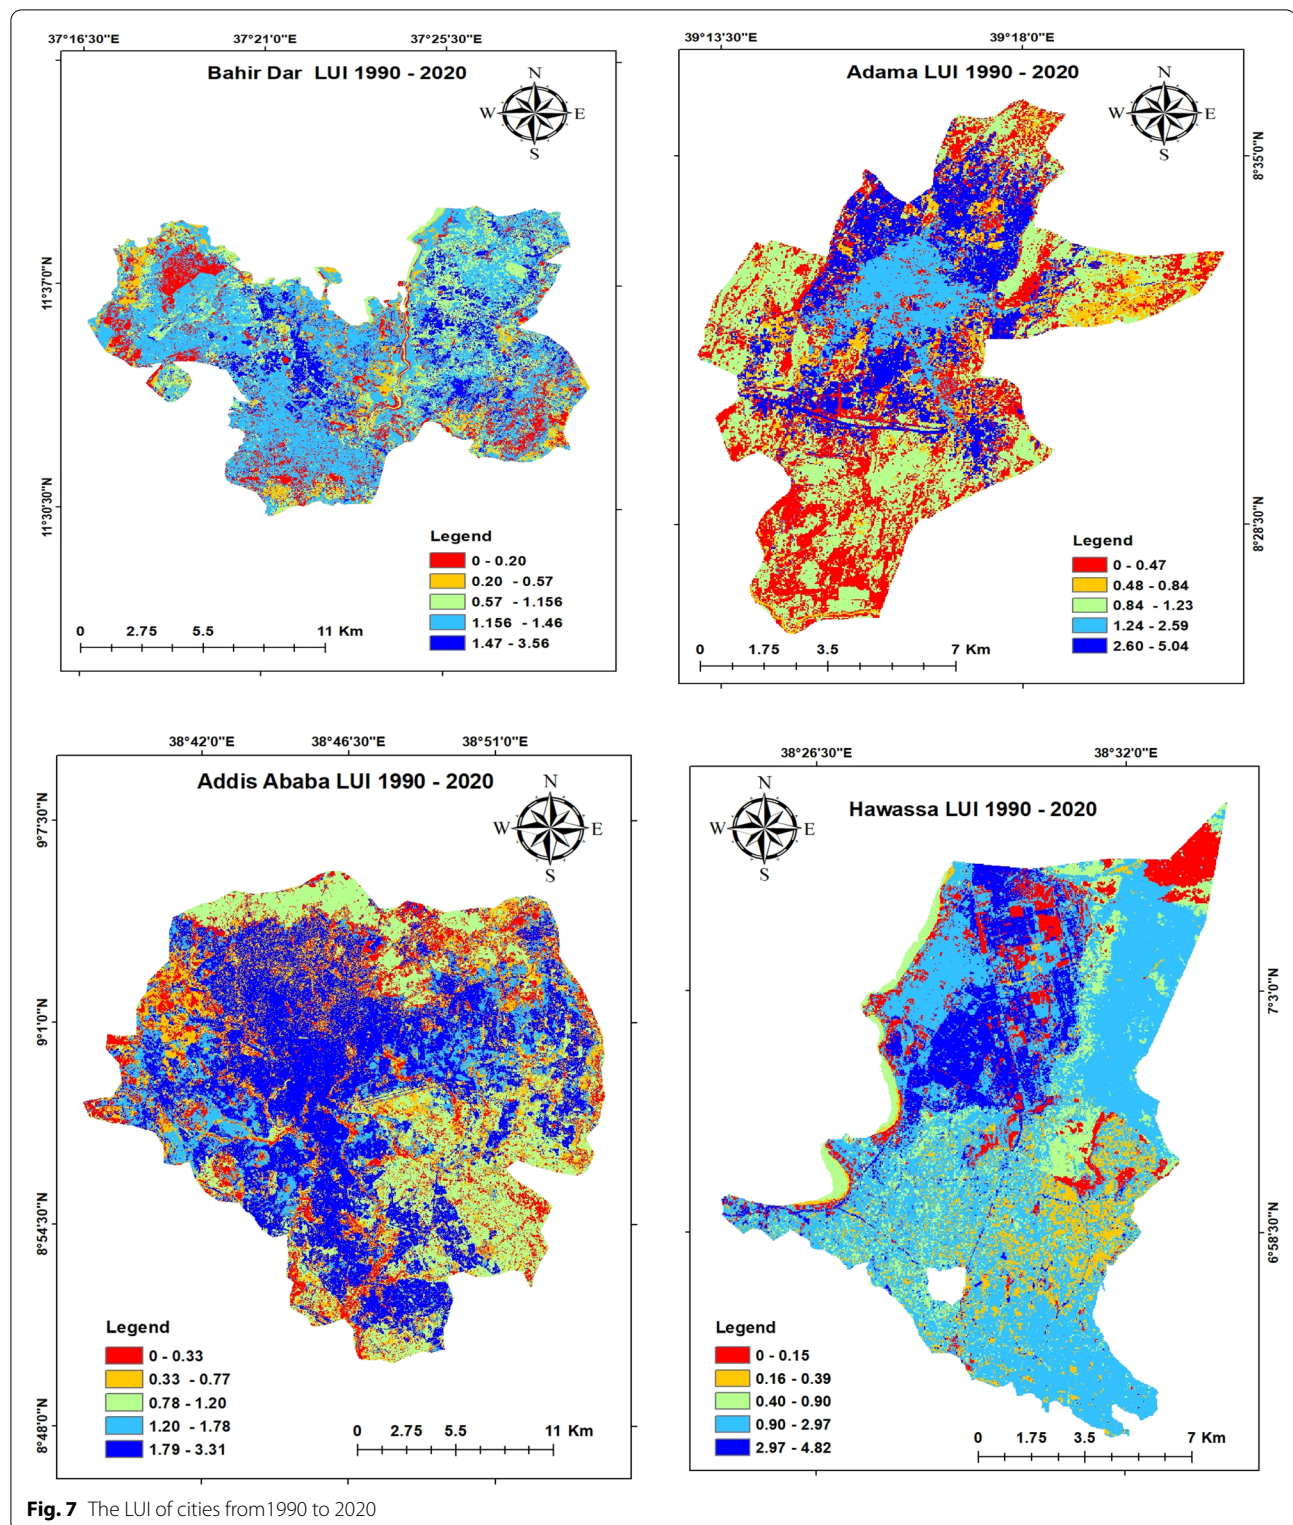 37°16'30"E 37°21'0"E 37°25'30"E
Bahir Dar LUI 1990 - 2020
N
W E
S
11°37'0"N
11°30'30"N
Legend
0 - 0.20
0.20 - 0.57
0.57 - 1.156
1.156 - 1.46
1.47 - 3.56
0 2.75 5.5 11 Km
39°13'30"E 39°18'0"E
Adama LUI 1990 - 2020
N
W E
S
8°35'0"N
8°28'30"N
Legend
0 - 0.47
0.48 - 0.84
0.84 - 1.23
1.24 - 2.59
2.60 - 5.04
0 1.75 3.5 7 Km
38°42'0"E 38°46'30"E 38°51'0"E
Addis Ababa LUI 1990 - 2020
N
W E
S
9°7'30"N
9°1'0"N
8°54'30"N
8°48'0"N
Legend
0 - 0.33
0.33 - 0.77
0.78 - 1.20
1.20 - 1.78
1.79 - 3.31
0 2.75 5.5 11 Km
38°26'30"E 38°32'0"E
Hawassa LUI 1990 - 2020
N
W E
S
7°3'0"N
6°58'30"N
Legend
0 - 0.15
0.16 - 0.39
0.40 - 0.90
0.90 - 2.97
2.97 - 4.82
0 1.75 3.5 7 Km
Fig. 7 The LUI of cities from1990 to 2020